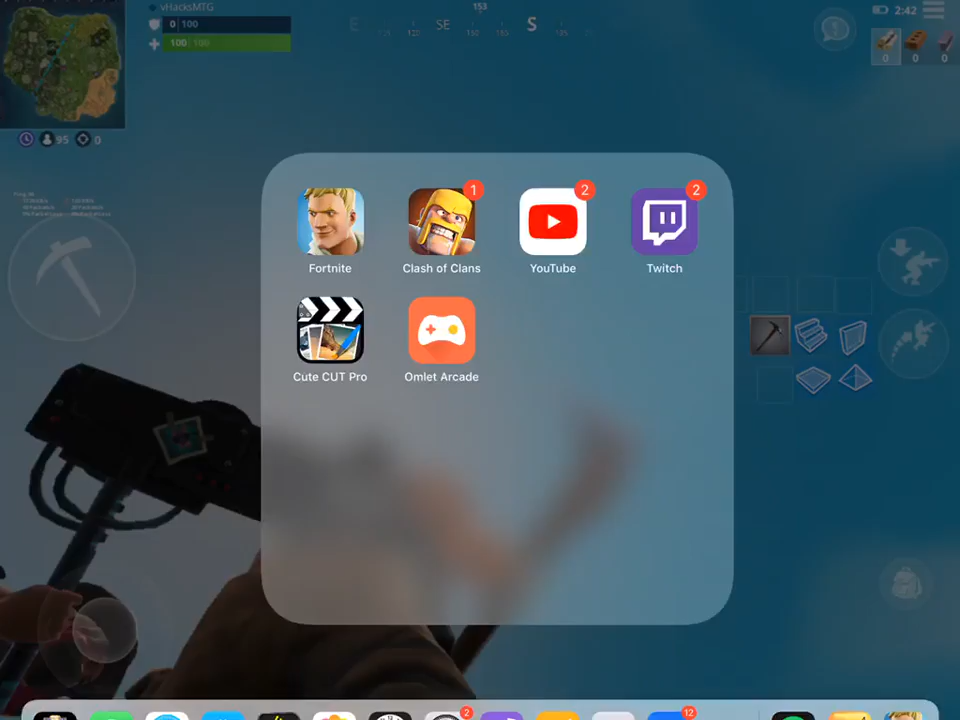 vHacksMTG
0 | 100
100 | 100
E
SE
153
S
2:42
0
0
0
95
0
1
2
2
Fortnite
Clash of Clans
YouTube
Twitch
Cute CUT Pro
Omlet Arcade
2
12